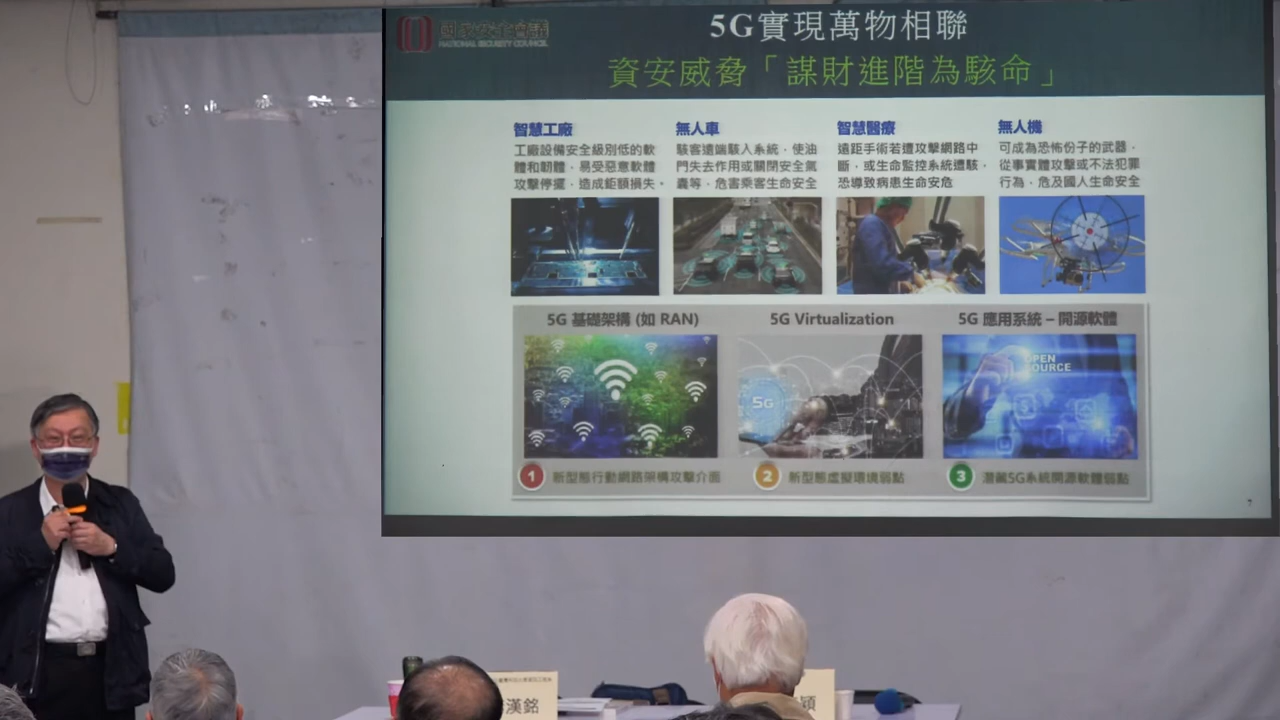 國家安全會議
NATIONAL SECURITY COUNCIL
5G實現萬物相聯
資安威脅「謀財進階為駭命」
智慧工廠
工廠設備安全級別低的軟
體和韌體,易受惡意軟體
攻擊停擺,造成鉅額損失。
無人車
駭客遠端駭入系統,使油
門失去作用或關閉安全氣
囊等,危害乘客生命安全
智慧醫療
遠距手術若遭攻擊網路中
斷,或生命監控系統遭駭,
恐導致病患生命安危
無人機
可成為恐怖份子的武器,
從事實體攻擊或不法犯罪
行為,危及國人生命安全
5G 基礎架構 (如 RAN)
5G Virtualization
5G 應用系統 – 開源軟體
5G
OPEN
SOURCE
1 新型態行動網路架構攻擊介面
2 新型態虛擬環境弱點
3 潛藏5G系統開源軟體弱點
7
漢銘
穎